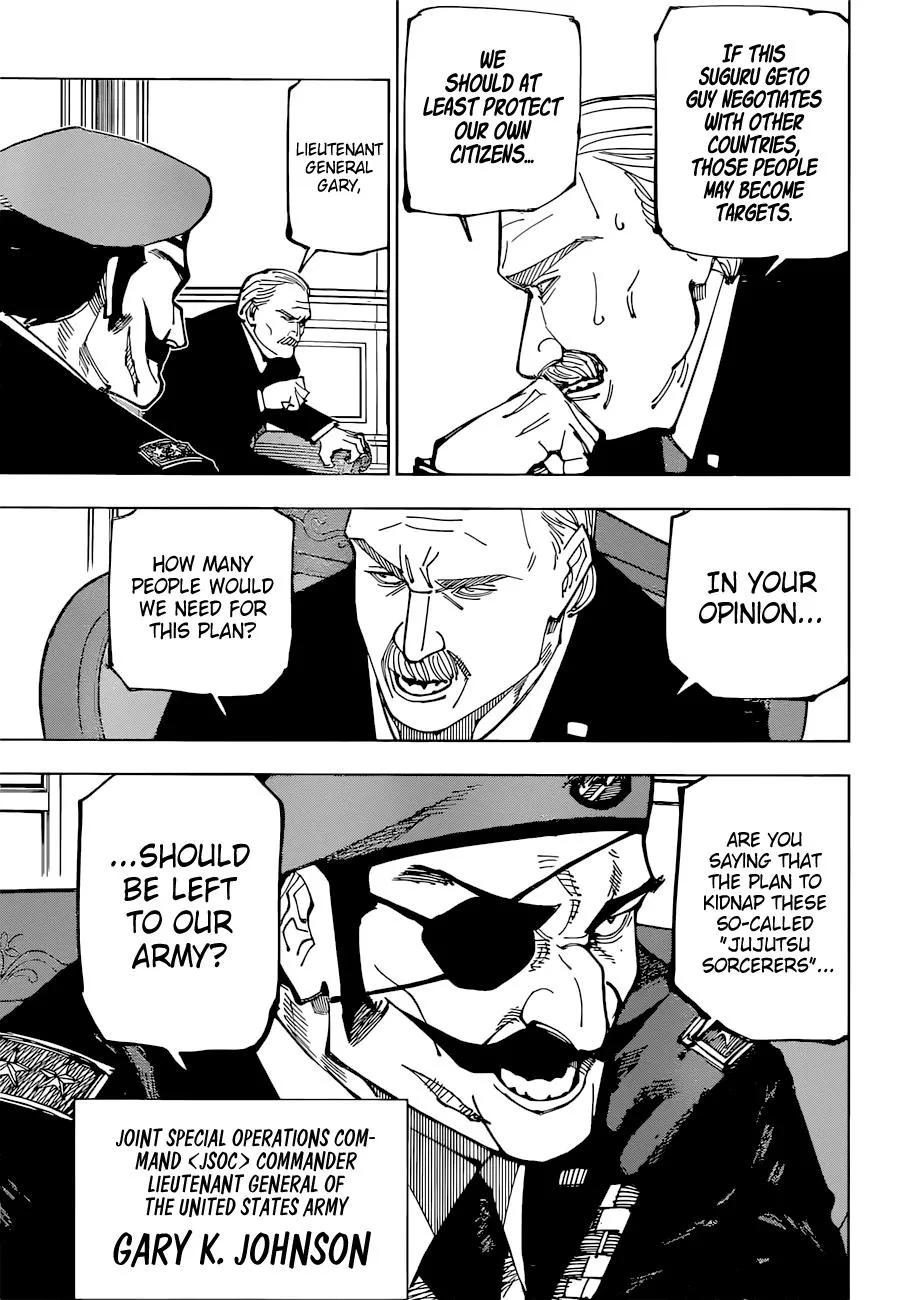 IF THIS
SUGURU GETO
GUY NEGOTIATES
WITH OTHER
COUNTRIES,
THOSE PEOPLE
MAY BECOME
TARGETS.
WE
SHOULD AT
LEAST PROTECT
OUR OWN
CITIZENS...
LIEUTENANT
GENERAL
GARY,
IN YOUR
OPINION...
HOW MANY
PEOPLE WOULD
WE NEED FOR
THIS PLAN?
ARE YOU
SAYING THAT
THE PLAN TO
KIDNAP THESE
SO-CALLED
"JUJUTSU
SORCERERS"...
...SHOULD
BE LEFT
TO OUR
ARMY?
JOINT SPECIAL OPERATIONS COM-
MAND <JSOC> COMMANDER
LIEUTENANT GENERAL OF
THE UNITED STATES ARMY
GARY K. JOHNSON